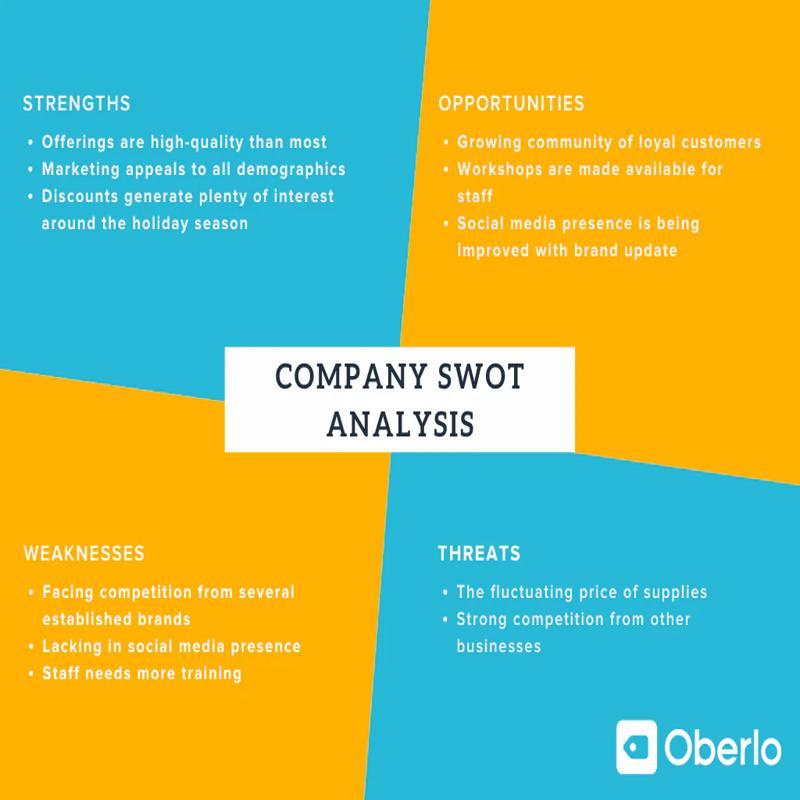 STRENGTHS
• Offerings are high-quality than most
• Marketing appeals to all demographics
• Discounts generate plenty of interest
around the holiday season
OPPORTUNITIES
• Growing community of loyal customers
• Workshops are made available for
staff
• Social media presence is being
improved with brand update
COMPANY SWOT
ANALYSIS
WEAKNESSES
• Facing competition from several
established brands
• Lacking in social media presence
• Staff needs more training
THREATS
• The fluctuating price of supplies
• Strong competition from other
businesses
Oberlo